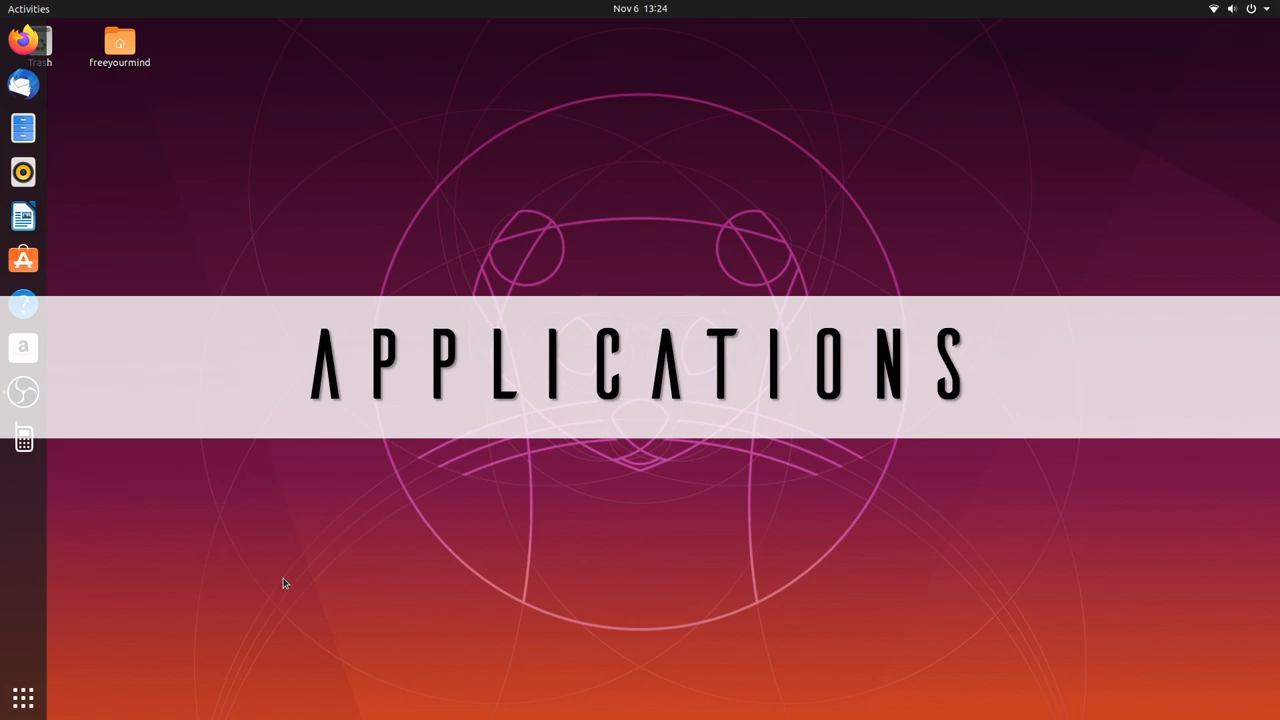 Activities
Nov 6 13:24
Trash
freeyourmind
APPLICATIONS